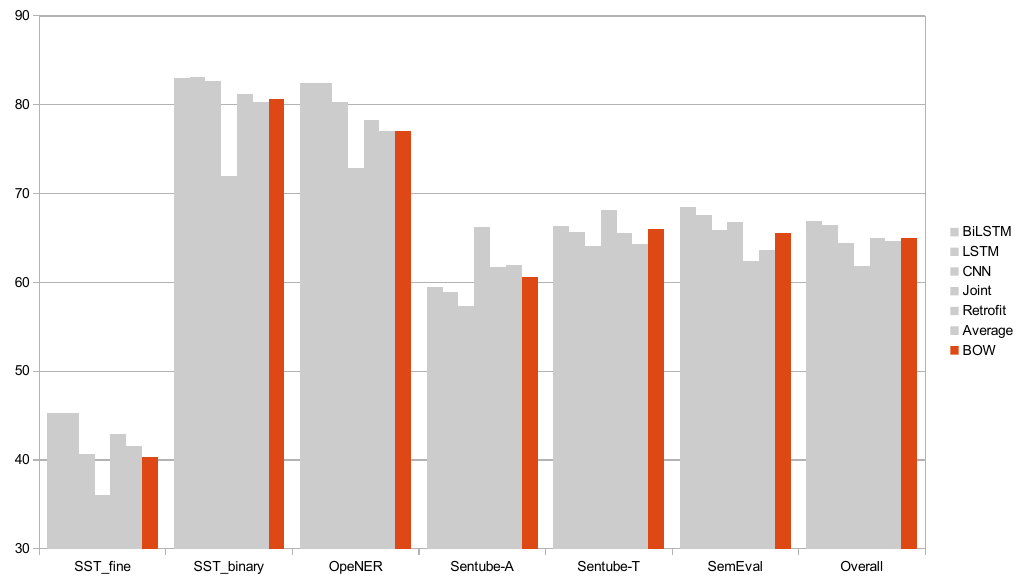 90
80
70
60
50
40
30
SST_fine
SST_binary
OpeNER
Sentube-A
Sentube-T
SemEval
Overall
BiLSTM
LSTM
CNN
Joint
Retrofit
Average
BOW